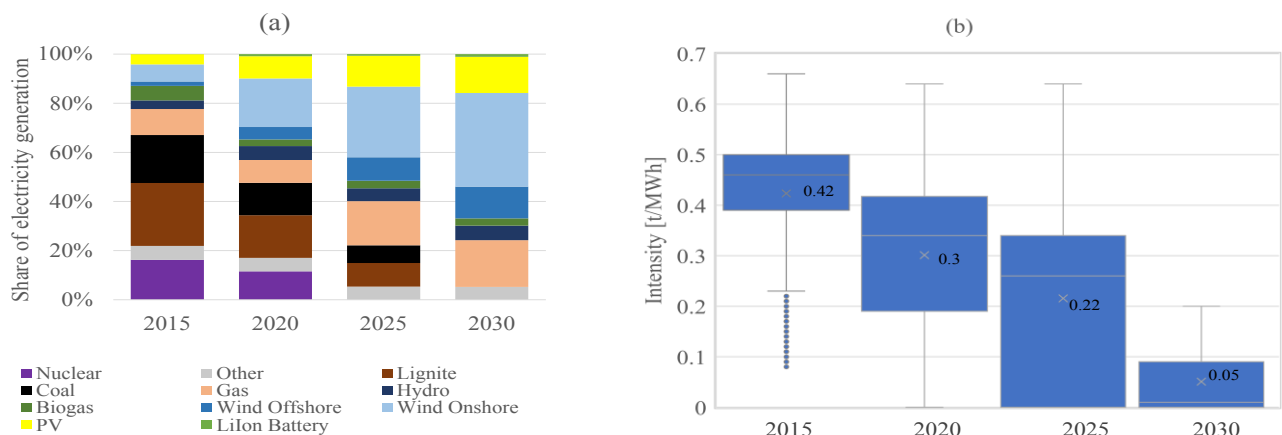 (a)
Share of electricity generation
100%
80%
60%
40%
20%
0%
2015 2020 2025 2030
Nuclear Other Lignite
Coal Gas Hydro
Biogas Wind Offshore Wind Onshore
PV LiIon Battery
(b)
Intensity [t/MWh]
0.7
0.6
0.5
0.4
0.3
0.2
0.1
0
0.42
0.3
0.22
0.05
2015 2020 2025 2030